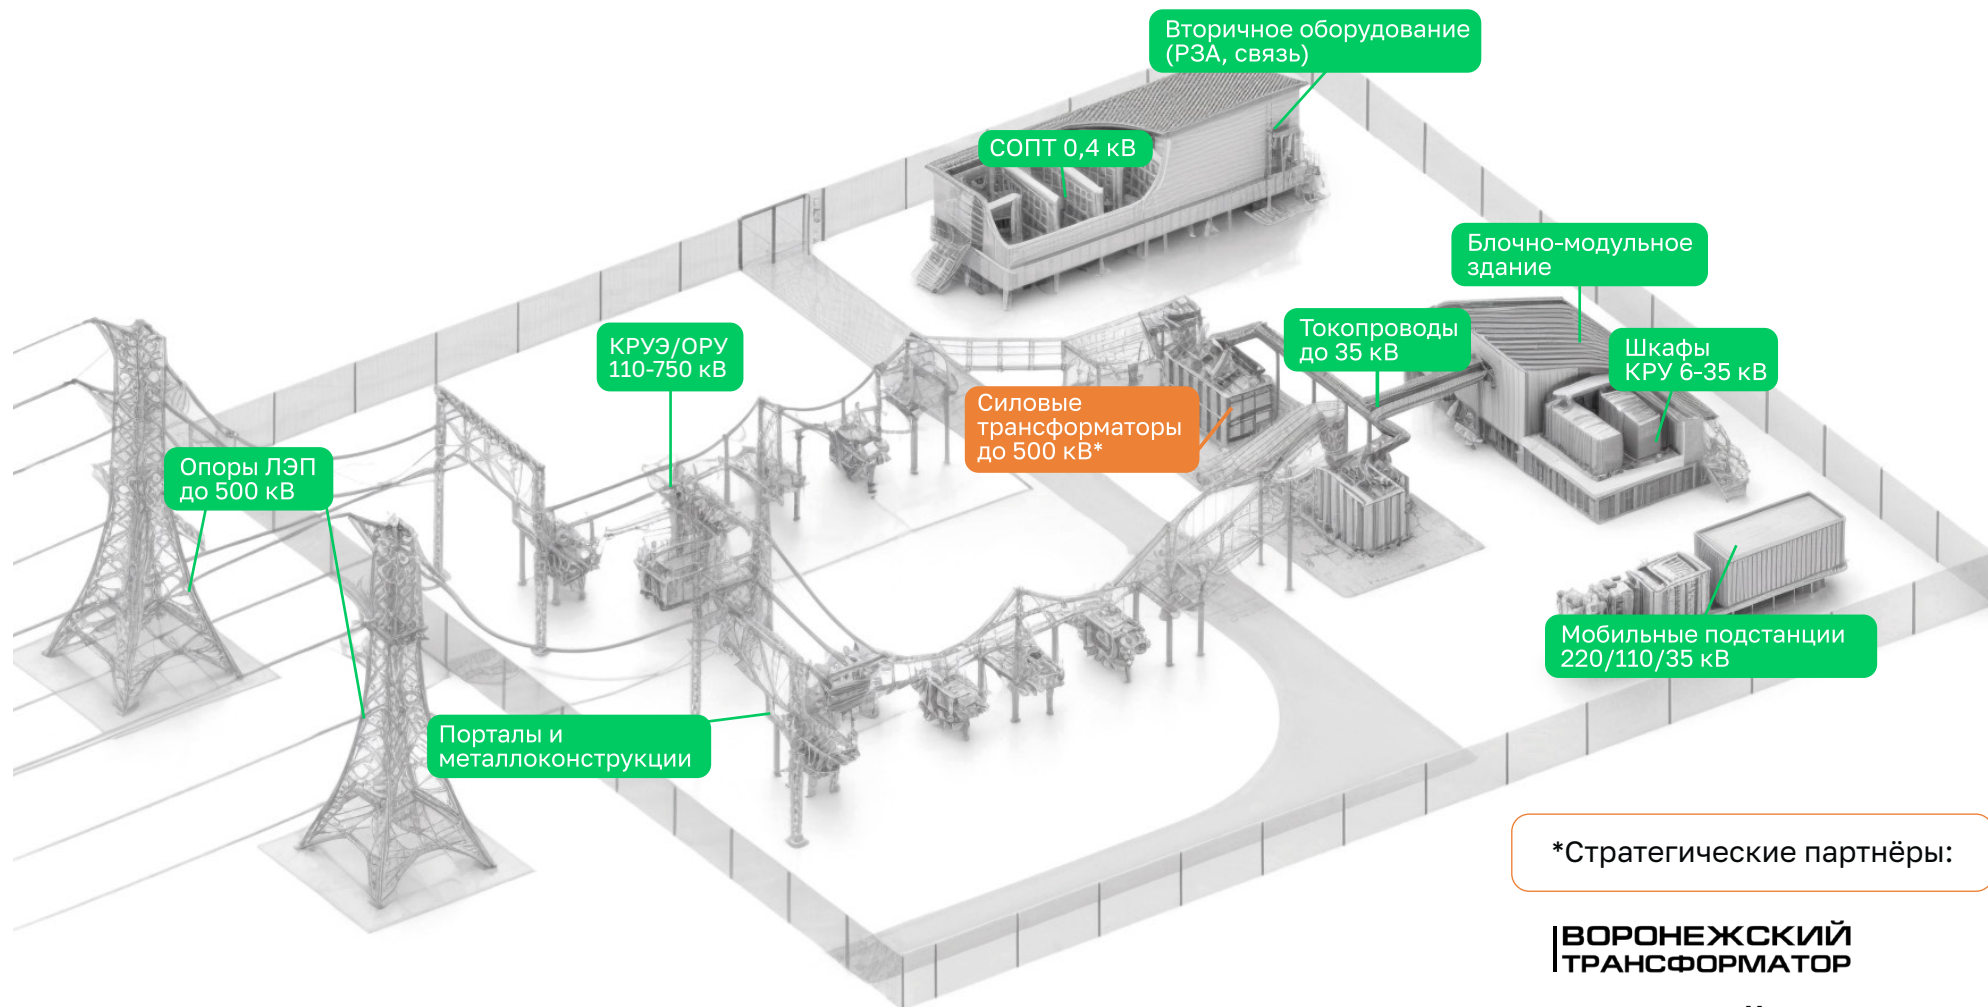 Вторичное оборудование
(РЗА, связь)
СОПТ 0,4 кВ
Блочно-модульное
здание
Токопроводы
до 35 кВ
КРУЭ/ОРУ
110-750 кВ
Шкафы
КРУ 6-35 кВ
Силовые
трансформаторы
до 500 кВ*
Опоры ЛЭП
до 500 кВ
Мобильные подстанции
220/110/35 кВ
Порталы и
металлоконструкции
*Стратегические партнёры:
ВОРОНЕЖСКИЙ
ТРАНСФОРМАТОР